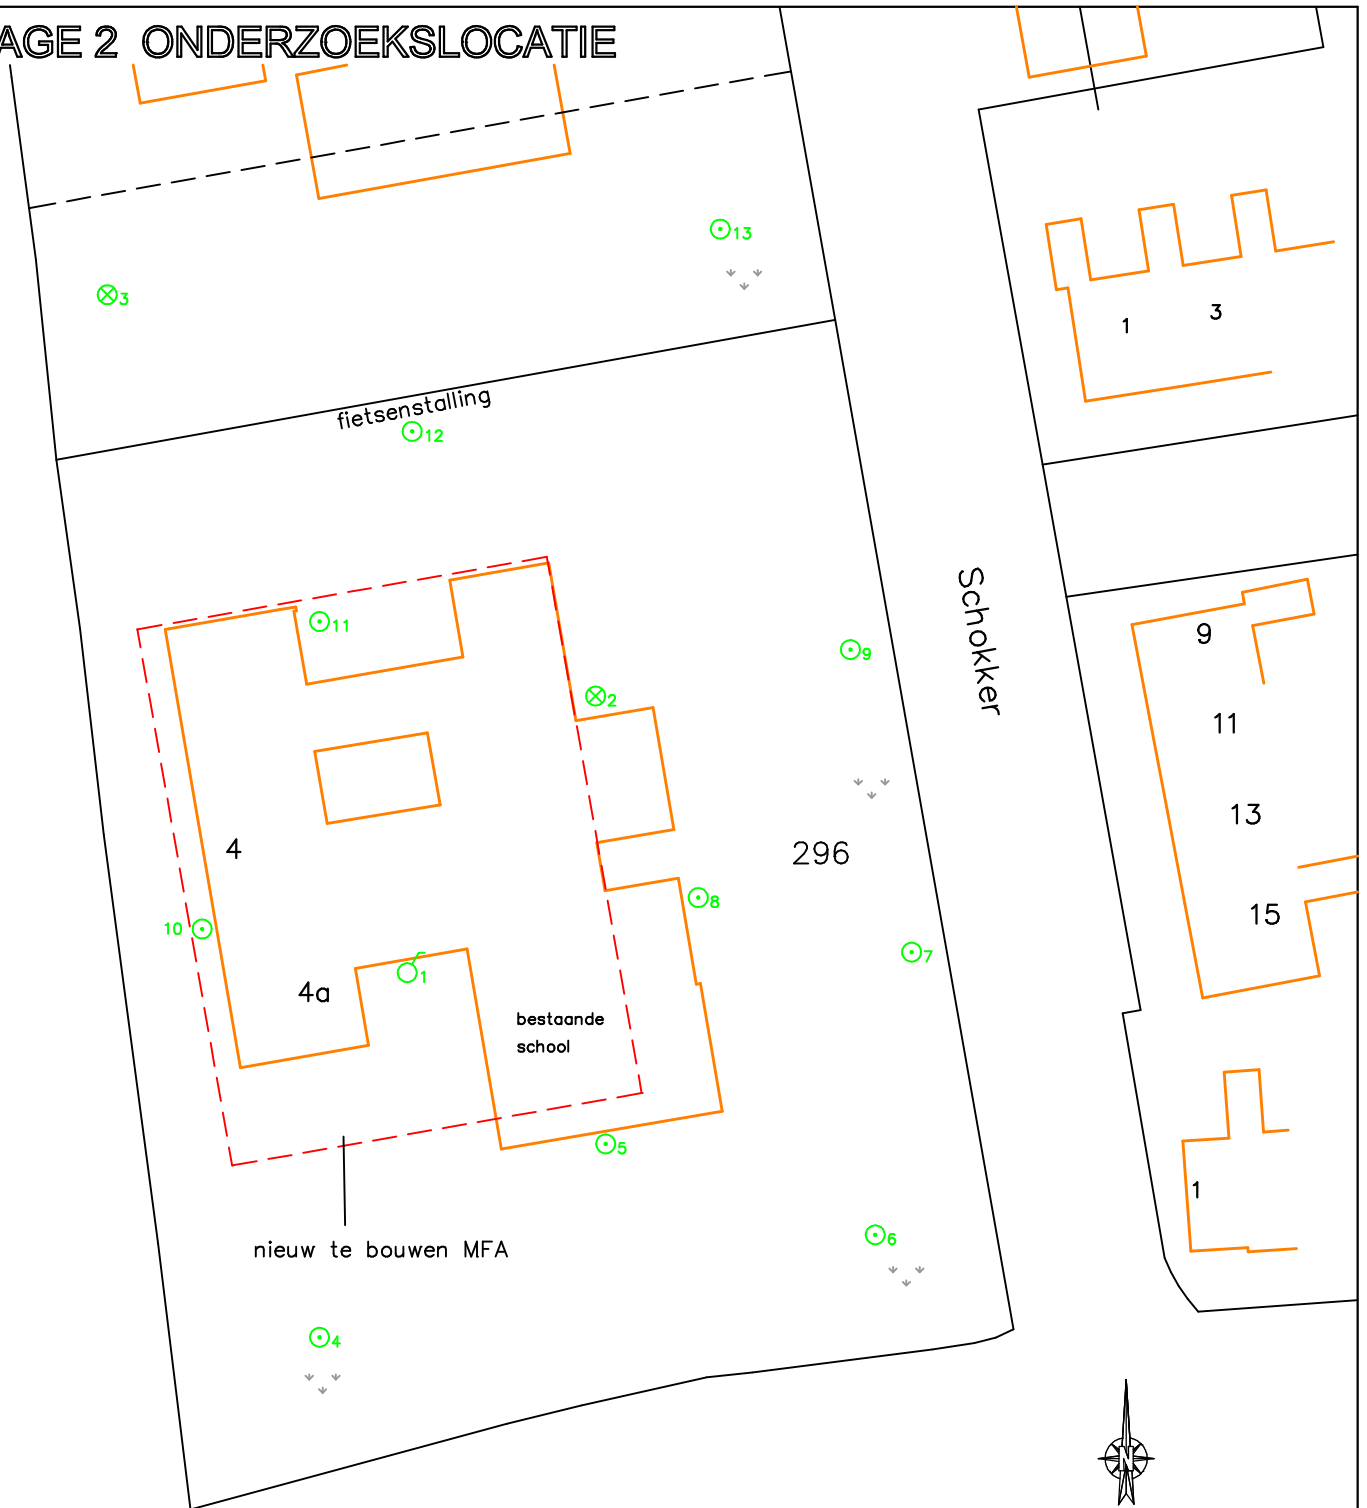 AGE 2 ONDERZOEKSLOCATIE
13
3
1
3
fietsenstalling
12
Schokker
11
9
9
2
11
13
4
296
15
8
10
7
4a
1
bestaande
school
5
1
6
nieuw te bouwen MFA
4
N